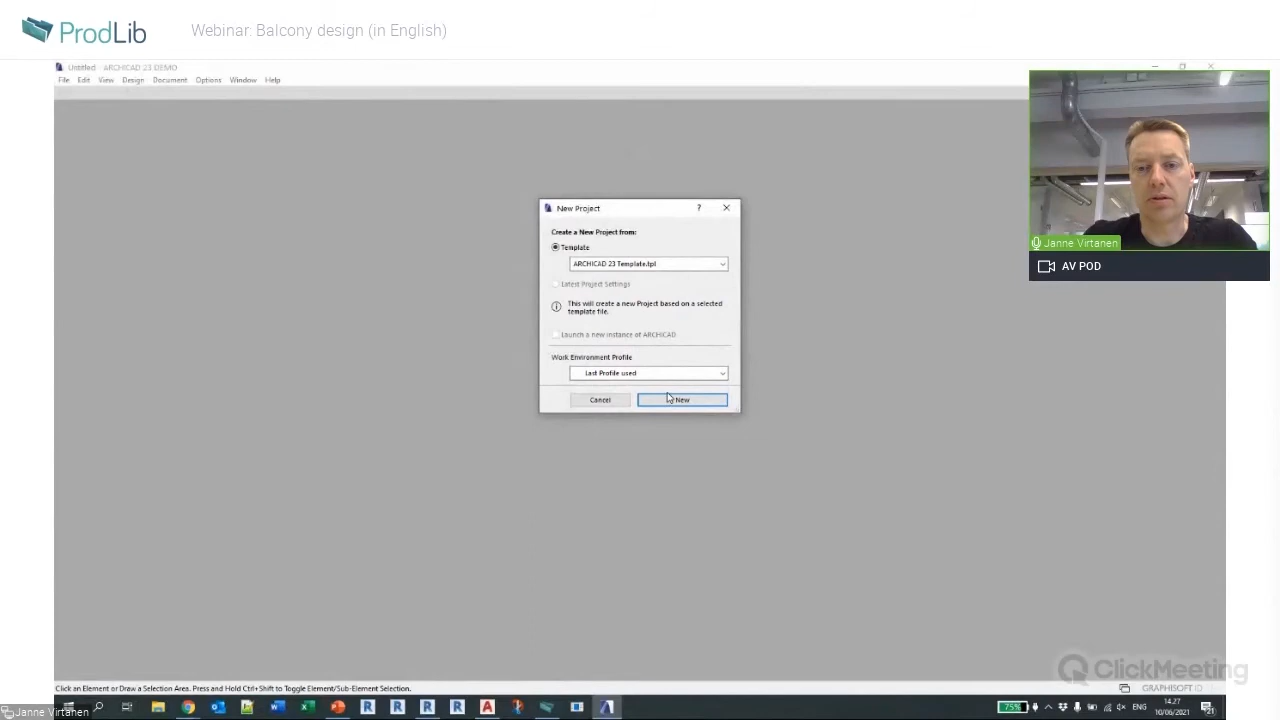 ProdLib
Webinar: Balcony design (in English)
Untitled - ARCHICAD 23 DEMO
File Edit View Design Document Options Window Help
New Project
?
Create a New Project from:
Template
ARCHICAD 23 Template.tpl
Latest Project Settings
This will create a new Project based on a selected
template file.
Launch a new instance of ARCHICAD
Work Environment Profile
Last Profile used
Cancel
New
Janne Virtanen
AV POD
ClickMeeting
Click an Element or Draw a Selection Area. Press and Hold Ctrl+Shift to Toggle Element/Sub-Element Selection.
GRAPHISOFT ID
Janne Virtanen
75%
ENG
14.27
10/06/2021
21